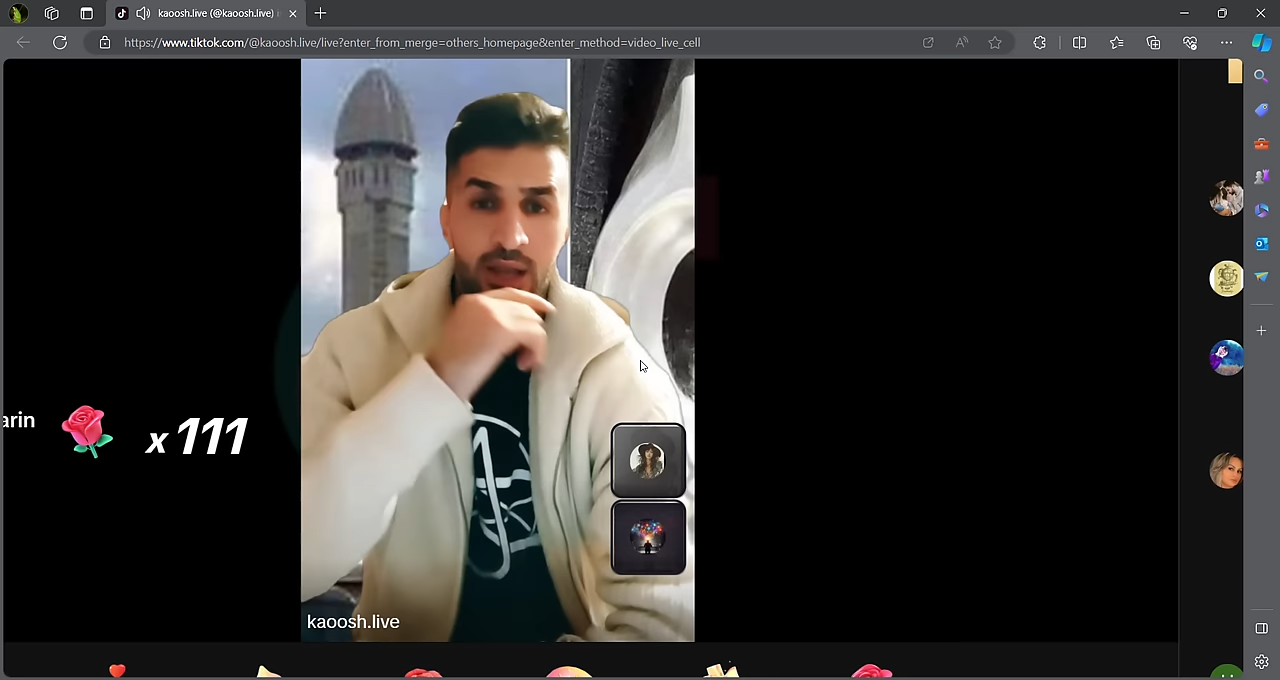 kaoosh.live (@kaoosh.live) i
https://www.tiktok.com/@kaoosh.live/live?enter_from_merge=others_homepage&enter_method=video_live_cell
arin
x 111
kaoosh.live